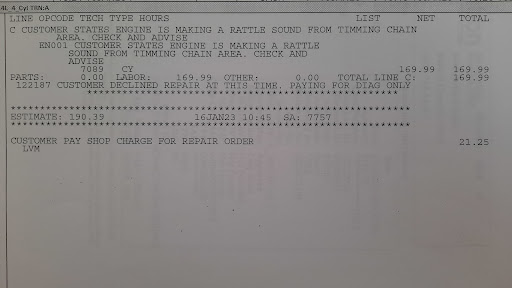 4L_4_Cyl TRN:A
LINE OPCODE TECH TYPE HOURS LIST NET TOTAL
C CUSTOMER STATES ENGINE IS MAKING A RATTLE SOUND FROM TIMMING CHAIN
AREA. CHECK AND ADVISE
EN001 CUSTOMER STATES ENGINE IS MAKING A RATTLE
SOUND FROM TIMMING CHAIN AREA. CHECK AND
ADVISE
7089 CY 169.99 169.99
PARTS: 0.00 LABOR: 169.99 OTHER: 0.00 TOTAL LINE C: 169.99
122187 CUSTOMER DECLINED REPAIR AT THIS TIME. PAYING FOR DIAG ONLY
****************************************************
*******************************************************************
ESTIMATE: 190.39 16JAN23 10:45 SA: 7757
*******************************************************************
CUSTOMER PAY SHOP CHARGE FOR REPAIR ORDER 21.25
LVM